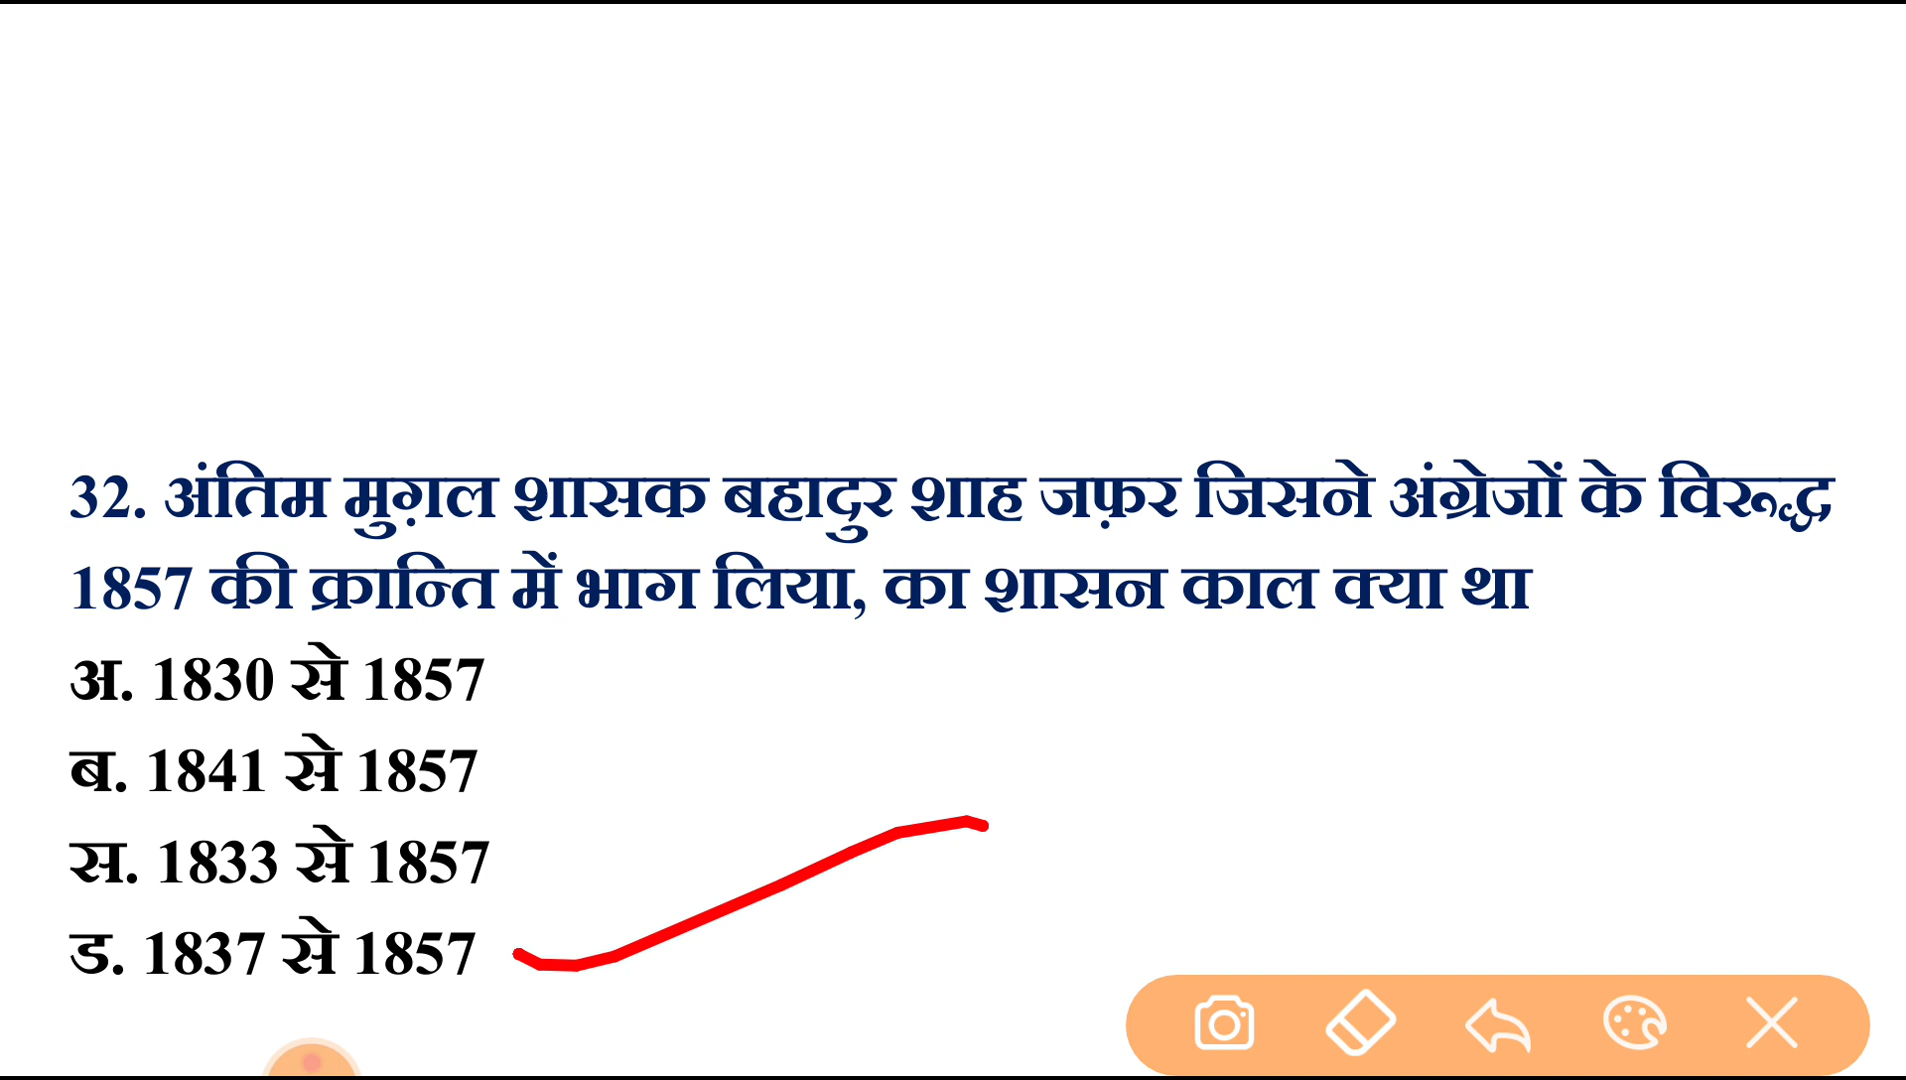 32. अंतिम मुग़ल शासक बहादुर शाह जफ़र जिसने अंग्रेजों के विरूद्ध
1857 की क्रान्ति में भाग लिया, का शासन काल क्या था
अ. 1830 से 1857
ब. 1841 से 1857
स. 1833 से 1857
ड. 1837 से 1857